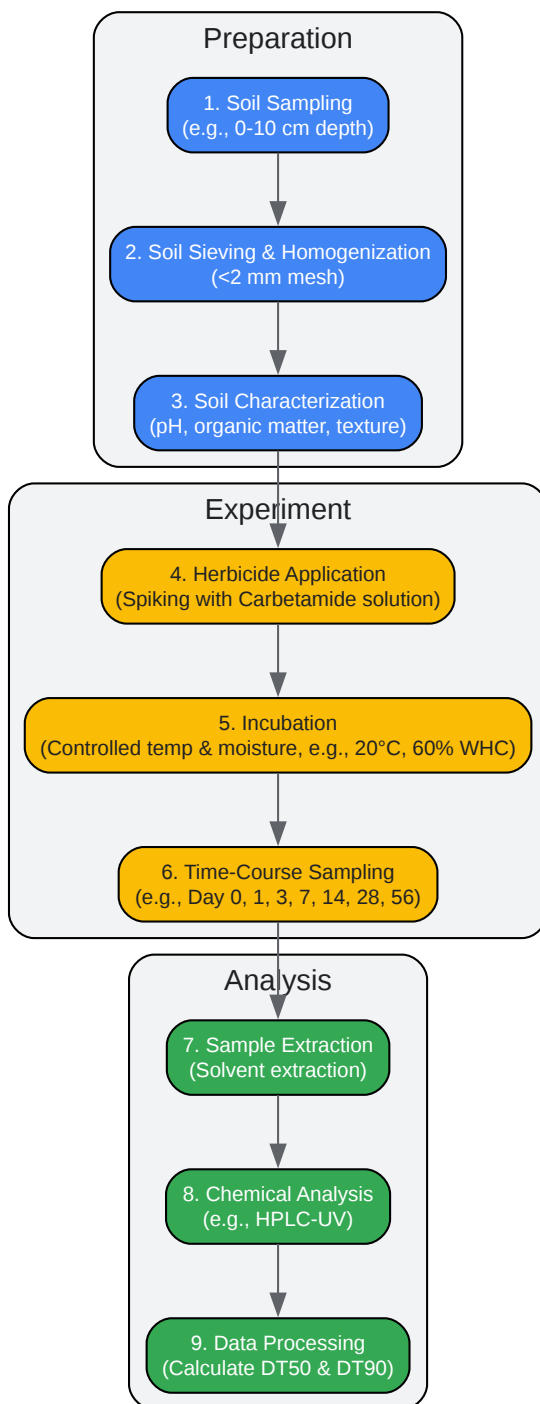 Preparation
1. Soil Sampling
(e.g., 0-10 cm depth)
2. Soil Sieving & Homogenization
(<2 mm mesh)
3. Soil Characterization
(pH, organic matter, texture)
Experiment
4. Herbicide Application
(Spiking with Carbetamide solution)
5. Incubation
(Controlled temp & moisture, e.g., 20°C, 60% WHC)
6. Time-Course Sampling
(e.g., Day 0, 1, 3, 7, 14, 28, 56)
Analysis
7. Sample Extraction
(Solvent extraction)
8. Chemical Analysis
(e.g., HPLC-UV)
9. Data Processing
(Calculate DT50 & DT90)